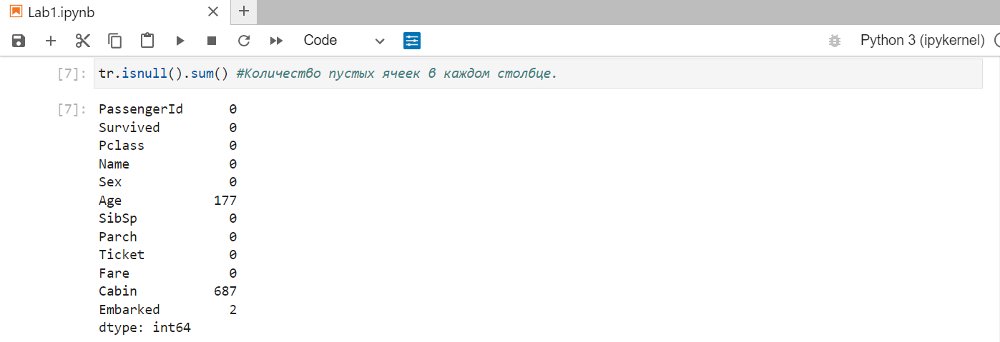 Lab1.ipynb
Code
Python 3 (ipykernel)
[7]: tr.isnull().sum() #Количество пустых ячеек в каждом столбце.
[7]: PassengerId 0
Survived 0
Pclass 0
Name 0
Sex 0
Age 177
SibSp 0
Parch 0
Ticket 0
Fare 0
Cabin 687
Embarked 2
dtype: int64